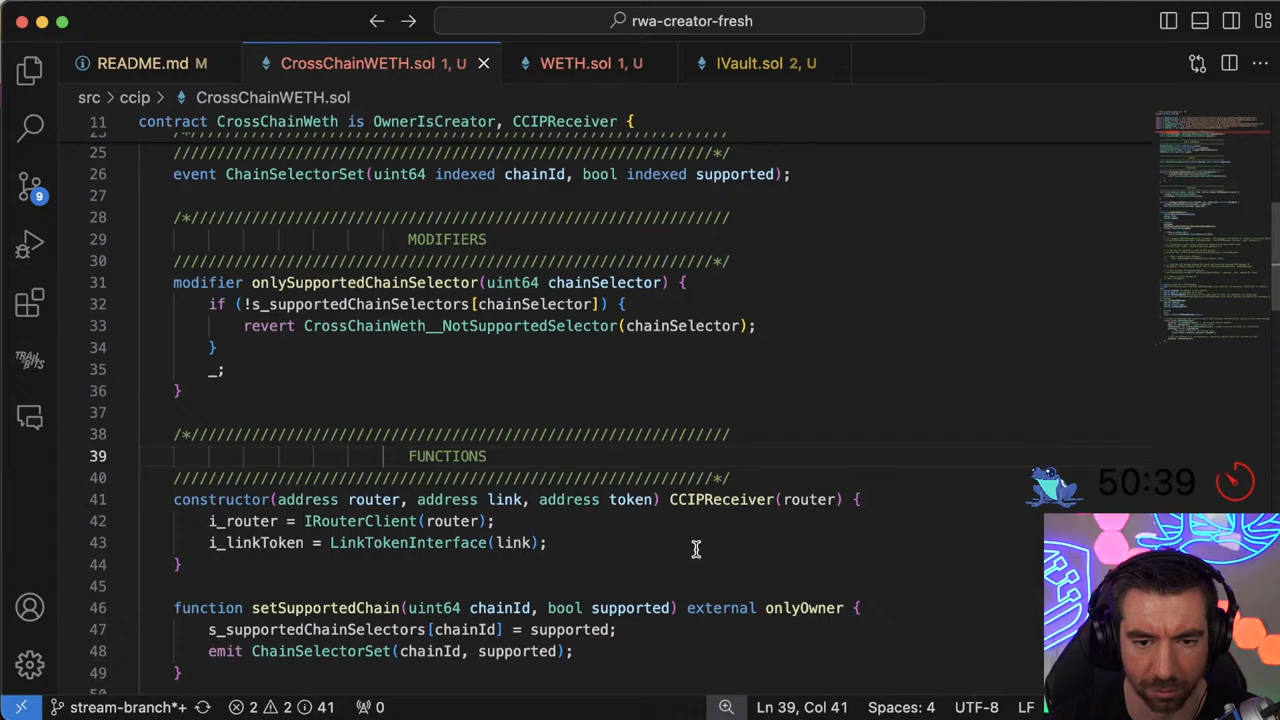 rwa-creator-fresh
README.md M
CrossChainWETH.sol 1, U
WETH.sol 1, U
IVault.sol 2, U
src > ccip > CrossChainWETH.sol
11 contract CrossChainWeth is OwnerIsCreator, CCIPReceiver {
25 /////////////////////////////////////////////////////////////*/
26 event ChainSelectorSet(uint64 indexed chainId, bool indexed supported);
27
28 /*//////////////////////////////////////////////////////////////
29 MODIFIERS
30 /////////////////////////////////////////////////////////////*/
31 modifier onlySupportedChainSelector(uint64 chainSelector) {
32 if (!s_supportedChainSelectors[chainSelector]) {
33 revert CrossChainWeth__NotSupportedSelector(chainSelector);
34 }
35 _;
36 }
37
38 /*//////////////////////////////////////////////////////////////
39 FUNCTIONS
40 /////////////////////////////////////////////////////////////*/
41 constructor(address router, address link, address token) CCIPReceiver(router) {
42 i_router = IRouterClient(router);
43 i_linkToken = LinkTokenInterface(link);
44 }
45
46 function setSupportedChain(uint64 chainId, bool supported) external onlyOwner {
47 s_supportedChainSelectors[chainId] = supported;
48 emit ChainSelectorSet(chainId, supported);
49 }
9
TRAIL OF BITS
50:39
stream-branch*+
2 2 41
0
Ln 39, Col 41
Spaces: 4
UTF-8
LF